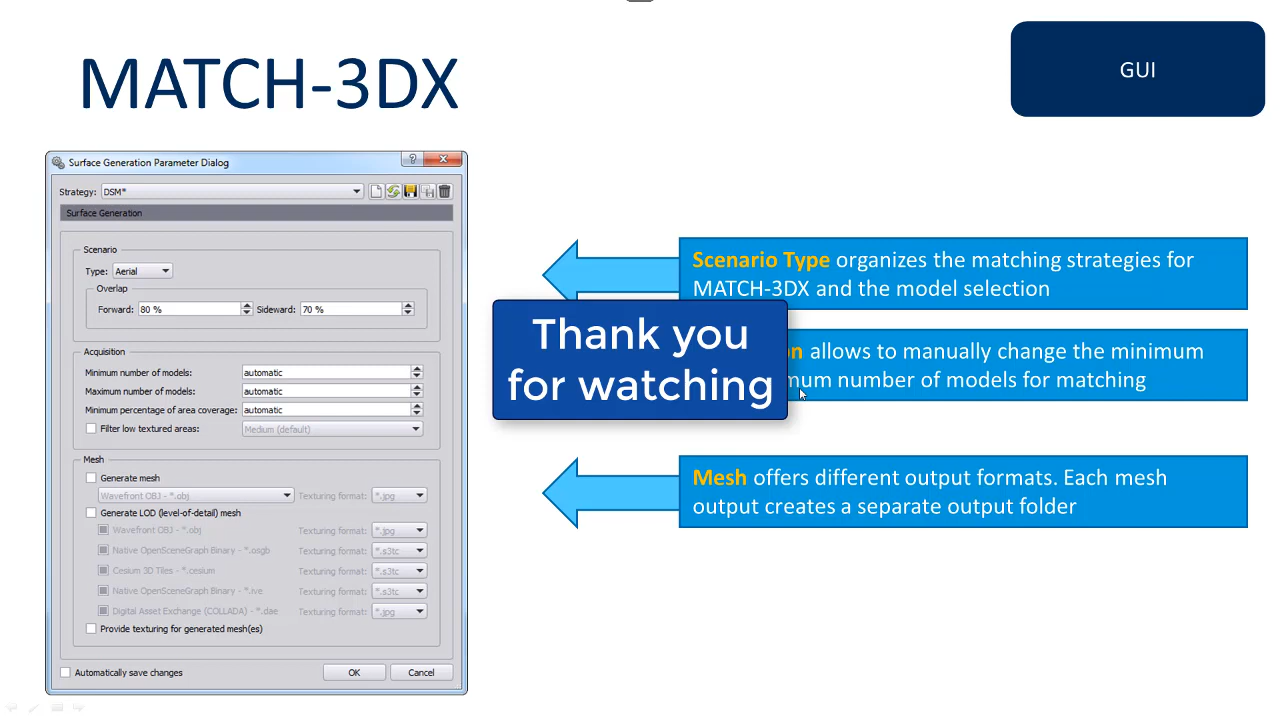 MATCH-3DX
GUI
Surface Generation Parameter Dialog
Strategy: DSM*
Surface Generation
Scenario
Type: Aerial
Overlap
Forward: 80 % Sideward: 70 %
Acquisition
Minimum number of models: automatic
Maximum number of models: automatic
Minimum percentage of area coverage: automatic
Filter low textured areas: Medium (default)
Mesh
Generate mesh
Wavefront OBJ - *.obj Texturing format: *.jpg
Generate LOD (level-of-detail) mesh
Wavefront OBJ - *.obj Texturing format: *.jpg
Native OpenSceneGraph Binary - *.osgb Texturing format: *.s3tc
Cesium 3D Tiles - *.cesium Texturing format: *.s3tc
Native OpenSceneGraph Binary - *.ive Texturing format: *.s3tc
Digital Asset Exchange (COLLADA) - *.dae Texturing format: *.jpg
Provide texturing for generated mesh(es)
Automatically save changes OK Cancel
Scenario Type organizes the matching strategies for
MATCH-3DX and the model selection
Thank you
for watching
allows to manually change the minimum
number of models for matching
Mesh offers different output formats. Each mesh
output creates a separate output folder